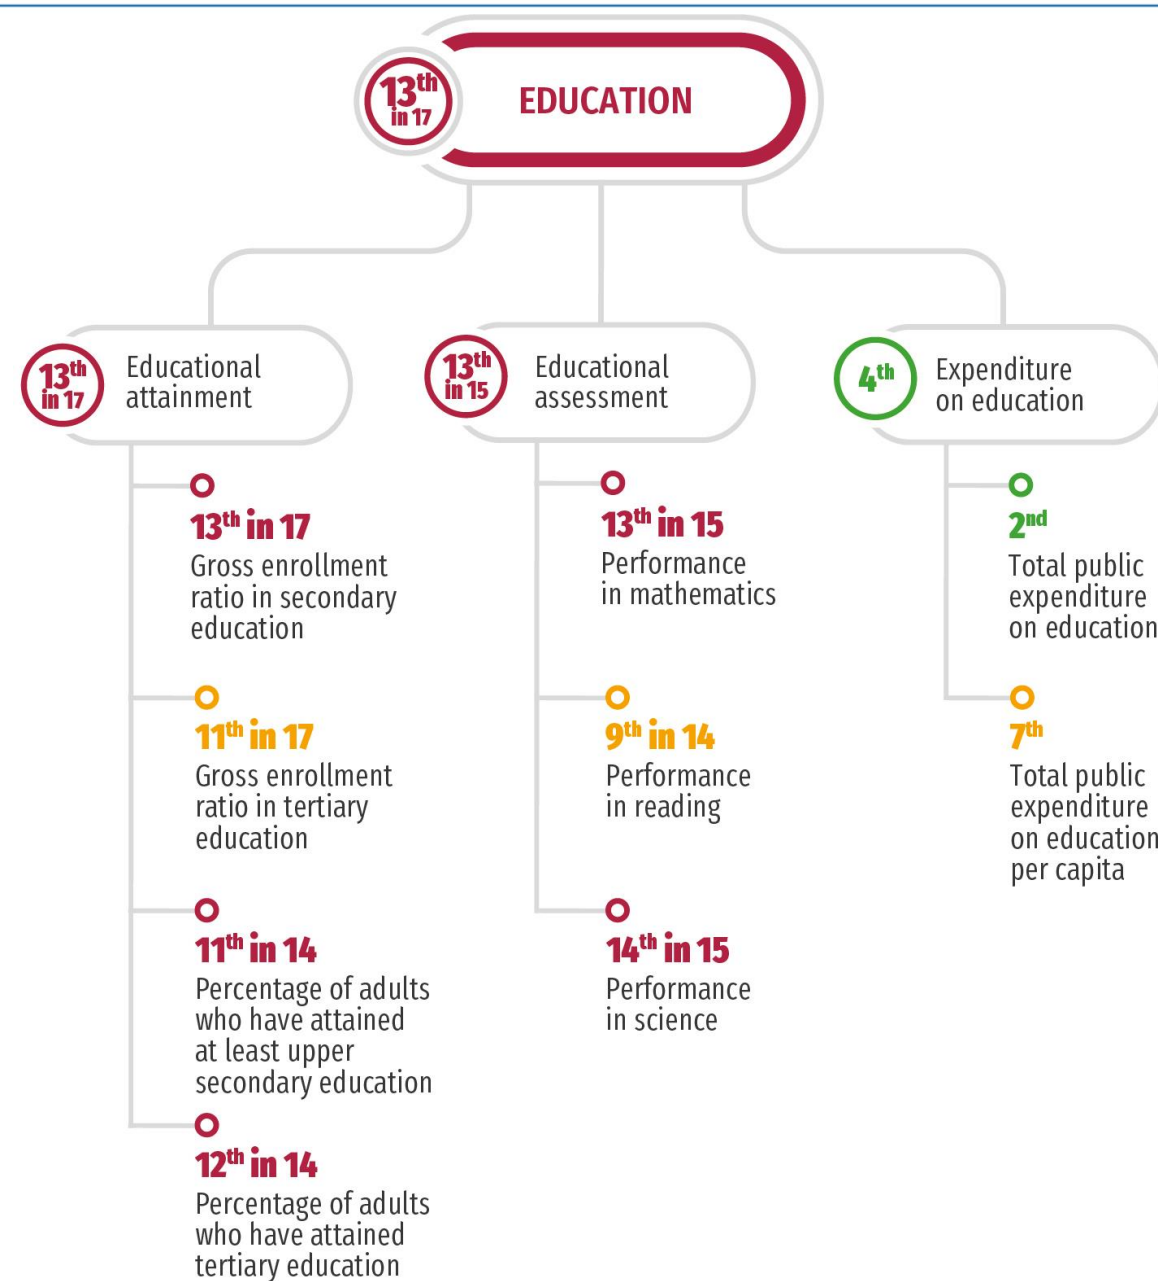 13th
in 17
EDUCATION
13th
in 17
Educational
attainment
13th in 17
Gross enrollment
ratio in secondary
education
11th in 17
Gross enrollment
ratio in tertiary
education
11th in 14
Percentage of adults
who have attained
at least upper
secondary education
12th in 14
Percentage of adults
who have attained
tertiary education
13th
in 15
Educational
assessment
13th in 15
Performance
in mathematics
9th in 14
Performance
in reading
14th in 15
Performance
in science
4th
Expenditure
on education
2nd
Total public
expenditure
on education
7th
Total public
expenditure
on education
per capita